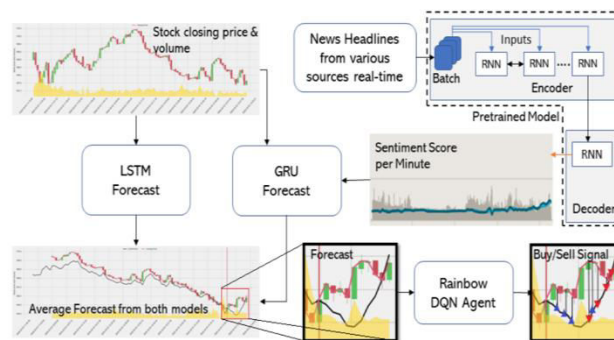 Stock closing price &
volume
News Headlines
from various
sources real-time
Batch
Inputs
RNN
RNN
....
RNN
Encoder
Pretrained Model
RNN
Decoder
LSTM
Forecast
GRU
Forecast
Sentiment Score
per Minute
Average Forecast from both models
Forecast
Rainbow
DQN Agent
Buy/Sell Signal